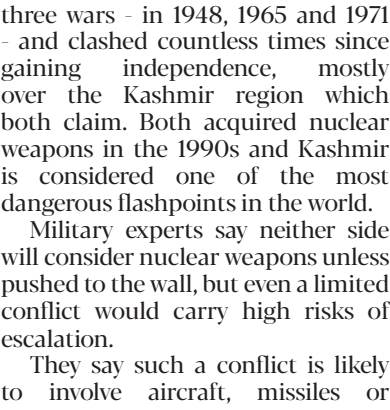 three wars - in 1948, 1965 and 1971
- and clashed countless times since
gaining independence, mostly
over the Kashmir region which
both claim. Both acquired nuclear
weapons in the 1990s and Kashmir
is considered one of the most
dangerous flashpoints in the world.
Military experts say neither side
will consider nuclear weapons unless
pushed to the wall, but even a limited
conflict would carry high risks of
escalation.
They say such a conflict is likely
to involve aircraft, missiles or